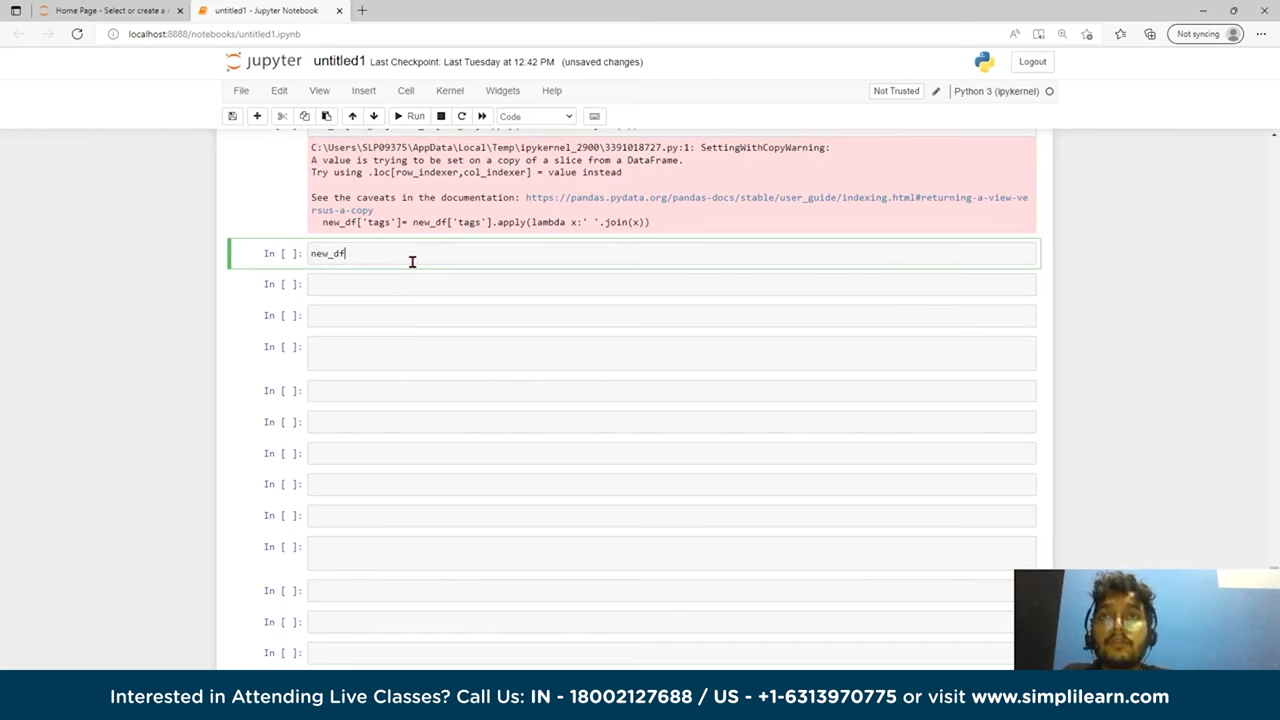 Home Page - Select or create a n
untitled1 - Jupyter Notebook
localhost:8888/notebooks/untitled1.ipynb
Not syncing
jupyter untitled1 Last Checkpoint: Last Tuesday at 12:42 PM (unsaved changes)
Logout
File Edit View Insert Cell Kernel Widgets Help
Not Trusted
Python 3 (ipykernel)
Run
Code
C:\Users\SLP09375\AppData\Local\Temp\ipykernel_2900\3391018727.py:1: SettingWithCopyWarning:
A value is trying to be set on a copy of a slice from a DataFrame.
Try using .loc[row_indexer,col_indexer] = value instead
See the caveats in the documentation: https://pandas.pydata.org/pandas-docs/stable/user_guide/indexing.html#returning-a-view-ve
rsus-a-copy
new_df['tags']= new_df['tags'].apply(lambda x:' '.join(x))
In [ ]: new_df
In [ ]:
In [ ]:
In [ ]:
In [ ]:
In [ ]:
In [ ]:
In [ ]:
In [ ]:
In [ ]:
In [ ]:
In [ ]:
In [ ]:
Interested in Attending Live Classes? Call Us: IN - 18002127688 / US - +1-6313970775 or visit www.simplilearn.com